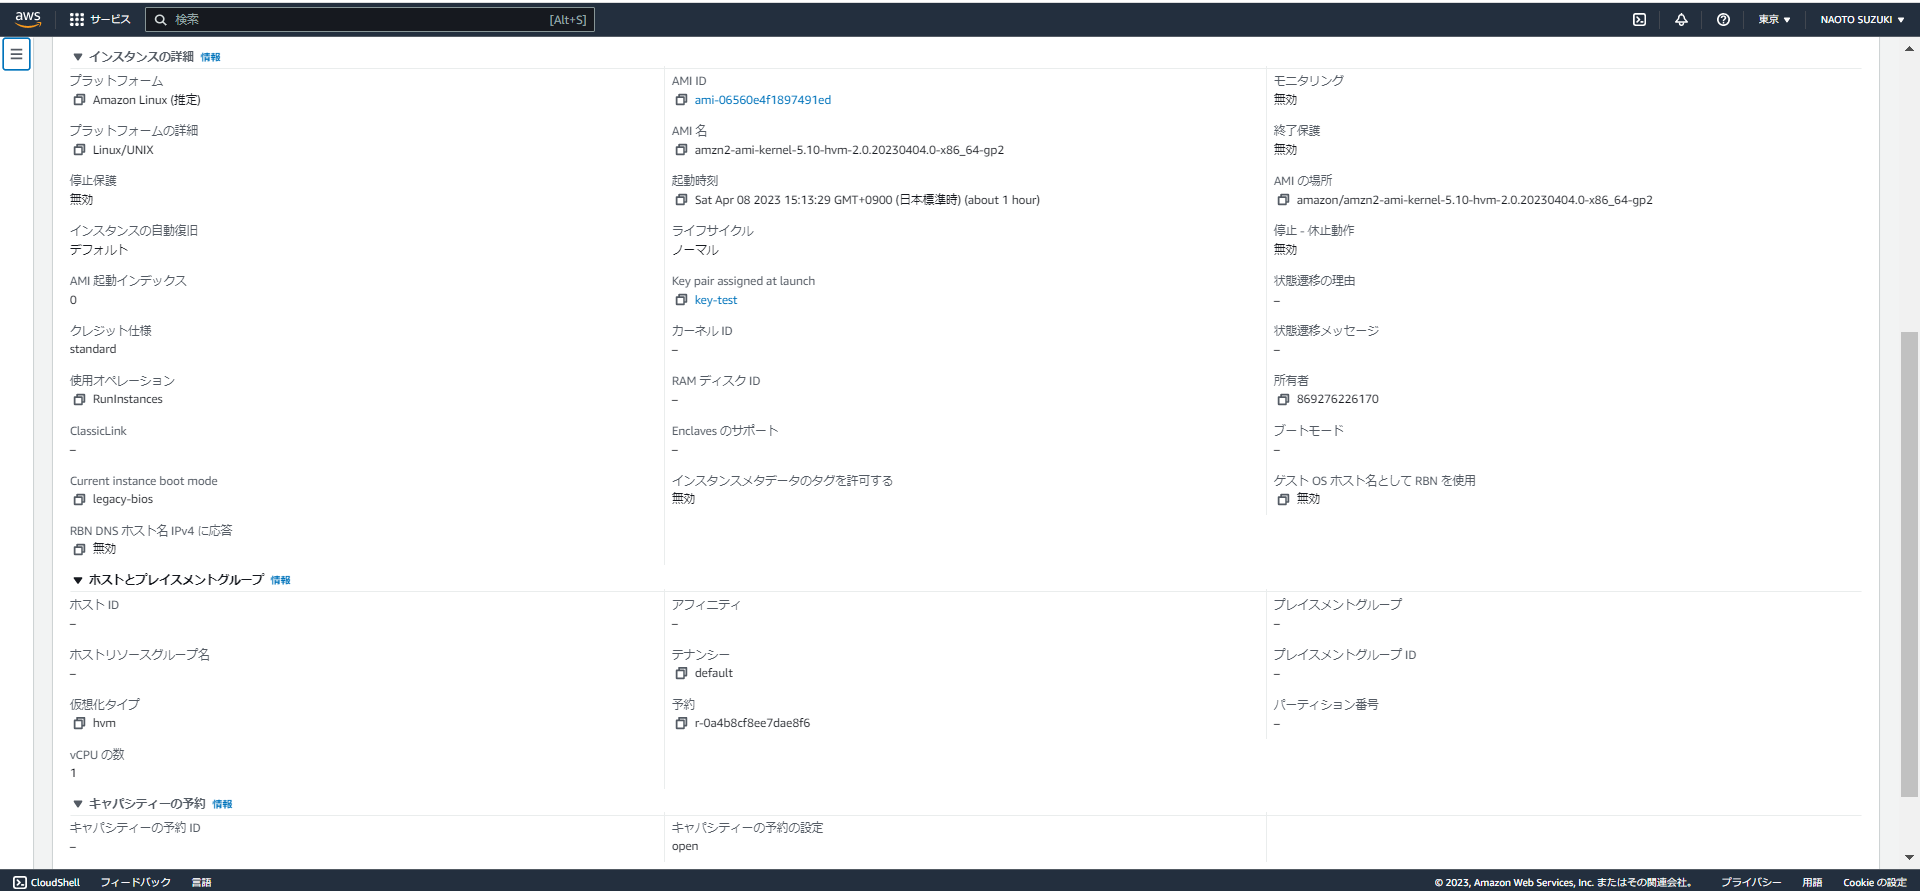 aws
サービス
検索
[Alt+S]
東京 ▼
NAOTO SUZUKI ▼
▼ インスタンスの詳細 情報
プラットフォーム
Amazon Linux (推定)
AMI ID
ami-06560e4f1897491ed
モニタリング
無効
プラットフォームの詳細
Linux/UNIX
AMI 名
amzn2-ami-kernel-5.10-hvm-2.0.20230404.0-x86_64-gp2
終了保護
無効
停止保護
無効
起動時刻
Sat Apr 08 2023 15:13:29 GMT+0900 (日本標準時) (about 1 hour)
AMI の場所
amazon/amzn2-ami-kernel-5.10-hvm-2.0.20230404.0-x86_64-gp2
インスタンスの自動復旧
デフォルト
ライフサイクル
ノーマル
停止 - 休止動作
無効
AMI 起動インデックス
0
Key pair assigned at launch
key-test
状態遷移の理由
–
クレジット仕様
standard
カーネル ID
–
状態遷移メッセージ
–
使用オペレーション
RunInstances
RAM ディスク ID
–
所有者
869276226170
ClassicLink
–
Enclaves のサポート
–
ブートモード
–
Current instance boot mode
legacy-bios
インスタンスメタデータのタグを許可する
無効
ゲスト OS ホスト名として RBN を使用
無効
RBN DNS ホスト名 IPv4 に応答
無効
▼ ホストとプレイスメントグループ 情報
ホスト ID
–
アフィニティ
–
プレイスメントグループ
–
ホストリソースグループ名
–
テナンシー
default
プレイスメントグループ ID
–
仮想化タイプ
hvm
予約
r-0a4b8cf8ee7dae8f6
パーティション番号
–
vCPU の数
1
▼ キャパシティーの予約 情報
キャパシティーの予約 ID
–
キャパシティーの予約の設定
open
CloudShell
フィードバック
言語
© 2023, Amazon Web Services, Inc. またはその関連会社。
プライバシー
用語
Cookie の設定